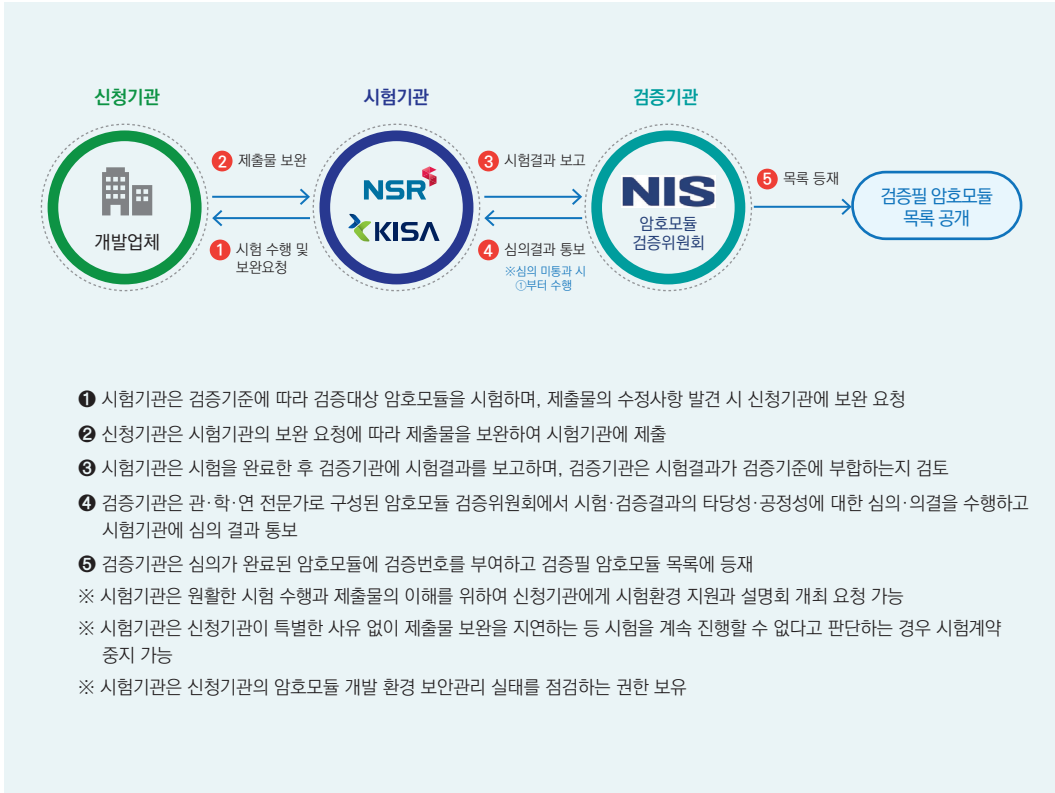 신청기관
시험기관
검증기관
개발업체
❷ 제출물 보완
❶ 시험 수행 및
보완요청
NSR
KISA
❸ 시험결과 보고
❹ 심의결과 통보
※심의 미통과 시
①부터 수행
NIS
암호모듈
검증위원회
❺ 목록 등재
검증필 암호모듈
목록 공개
❶ 시험기관은 검증기준에 따라 검증대상 암호모듈을 시험하며, 제출물의 수정사항 발견 시 신청기관에 보완 요청
❷ 신청기관은 시험기관의 보완 요청에 따라 제출물을 보완하여 시험기관에 제출
❸ 시험기관은 시험을 완료한 후 검증기관에 시험결과를 보고하며, 검증기관은 시험결과가 검증기준에 부합하는지 검토
❹ 검증기관은 관·학·연 전문가로 구성된 암호모듈 검증위원회에서 시험·검증결과의 타당성·공정성에 대한 심의·의결을 수행하고
시험기관에 심의 결과 통보
❺ 검증기관은 심의가 완료된 암호모듈에 검증번호를 부여하고 검증필 암호모듈 목록에 등재
※ 시험기관은 원활한 시험 수행과 제출물의 이해를 위하여 신청기관에게 시험환경 지원과 설명회 개최 요청 가능
※ 시험기관은 신청기관이 특별한 사유 없이 제출물 보완을 지연하는 등 시험을 계속 진행할 수 없다고 판단하는 경우 시험계약
중지 가능
※ 시험기관은 신청기관의 암호모듈 개발 환경 보안관리 실태를 점검하는 권한 보유